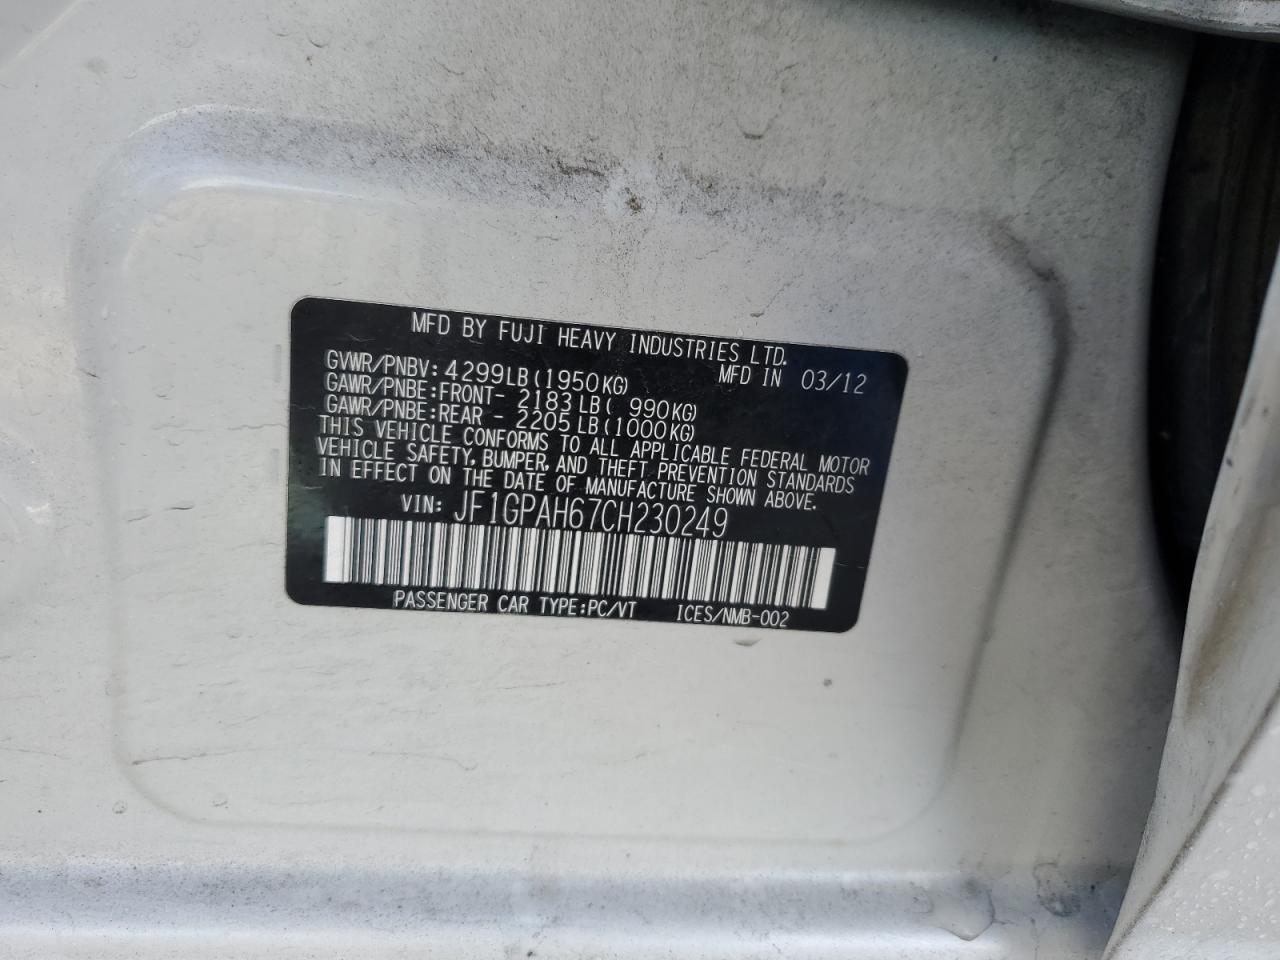 MFD BY FUJI HEAVY INDUSTRIES LTD.
GVWR/PNBV: 4299LB(1950KG) MFD IN 03/12
GAWR/PNBE:FRONT- 2183LB( 990KG)
GAWR/PNBE:REAR - 2205LB(1000KG)
THIS VEHICLE CONFORMS TO ALL APPLICABLE FEDERAL MOTOR
VEHICLE SAFETY, BUMPER, AND THEFT PREVENTION STANDARDS
IN EFFECT ON THE DATE OF MANUFACTURE SHOWN ABOVE.
VIN: JF1GPAH67CH230249
PASSENGER CAR TYPE:PC/VT ICES/NMB-002